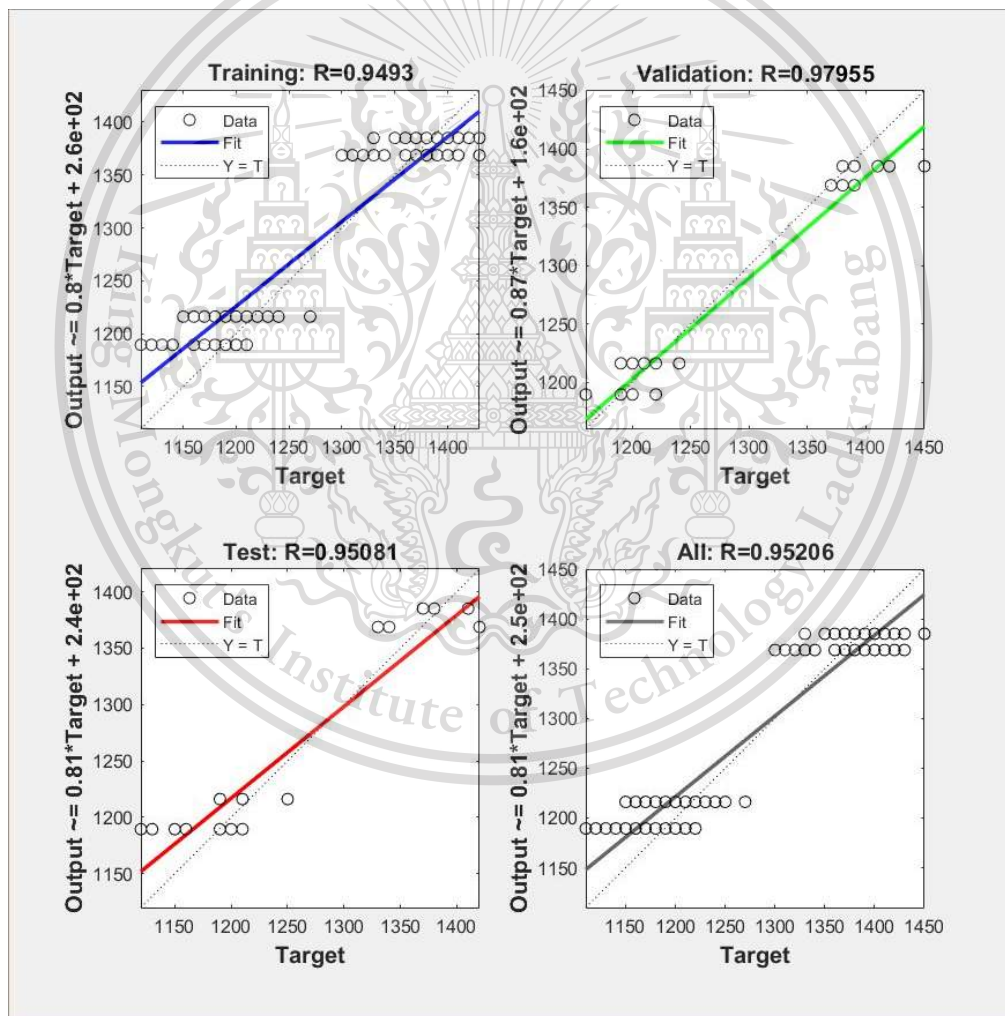 Training: R=0.9493
Output ~= 0.8*Target + 2.6e+02
Data
Fit
Y = T
1400
1350
1300
1250
1200
1150
1150 1200 1250 1300 1350 1400
Target
Validation: R=0.97955
Output ~= 0.87*Target + 1.6e+02
Data
Fit
Y = T
1450
1400
1350
1300
1250
1200
1200 1250 1300 1350 1400 1450
Target
Test: R=0.95081
Output ~= 0.81*Target + 2.4e+02
Data
Fit
Y = T
1400
1350
1300
1250
1200
1150
1150 1200 1250 1300 1350 1400
Target
All: R=0.95206
Output ~= 0.81*Target + 2.5e+02
Data
Fit
Y = T
1450
1400
1350
1300
1250
1200
1150
1150 1200 1250 1300 1350 1400 1450
Target
King Mongkut's Institute of Technology Ladkrabang